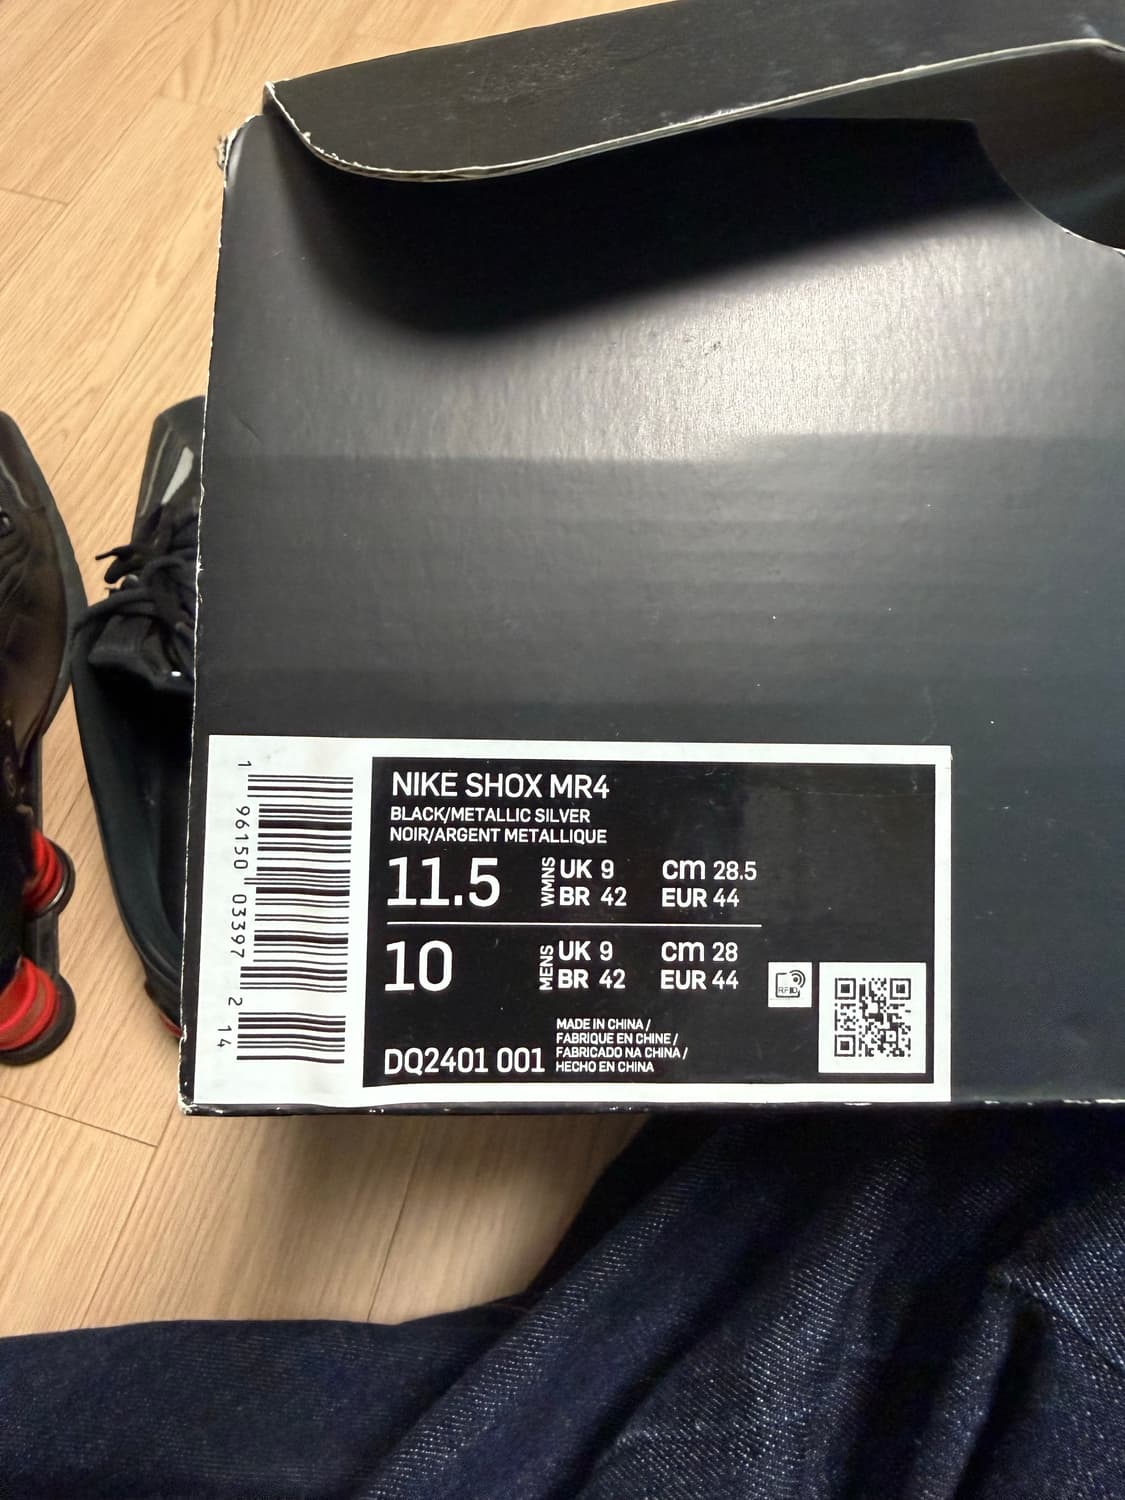 NIKE SHOX MR4
BLACK/METALLIC SILVER
NOIR/ARGENT METALLIQUE
11.5 WMNS UK 9 cm 28.5
BR 42 EUR 44
10 MENS UK 9 cm 28
BR 42 EUR 44
DQ2401 001
MADE IN CHINA /
FABRIQUE EN CHINE /
FABRICADO NA CHINA /
HECHO EN CHINA
RFID
1 96150 03397 2 14